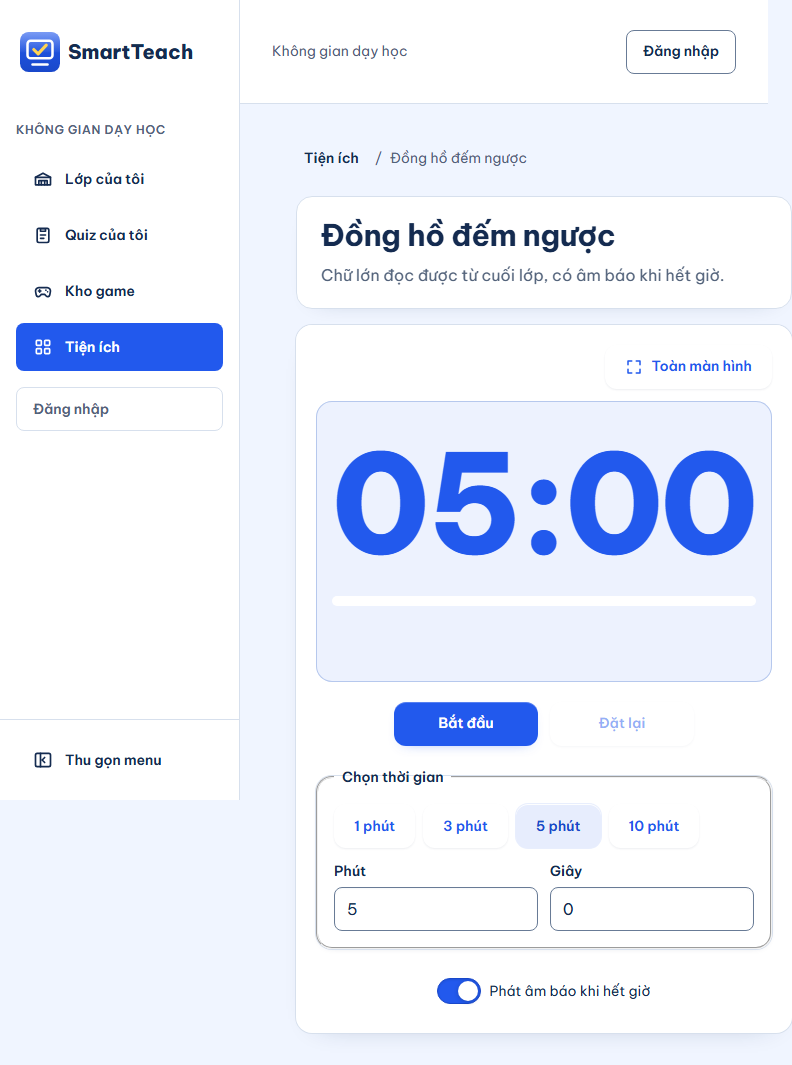 SmartTeach
Không gian dạy học
Đăng nhập
KHÔNG GIAN DẠY HỌC
Lớp của tôi
Quiz của tôi
Kho game
Tiện ích
Đăng nhập
Thu gọn menu
Tiện ích / Đồng hồ đếm ngược
Đồng hồ đếm ngược
Chữ lớn đọc được từ cuối lớp, có âm báo khi hết giờ.
Toàn màn hình
05:00
Bắt đầu
Đặt lại
Chọn thời gian
1 phút
3 phút
5 phút
10 phút
Phút
Giây
5
0
Phát âm báo khi hết giờ